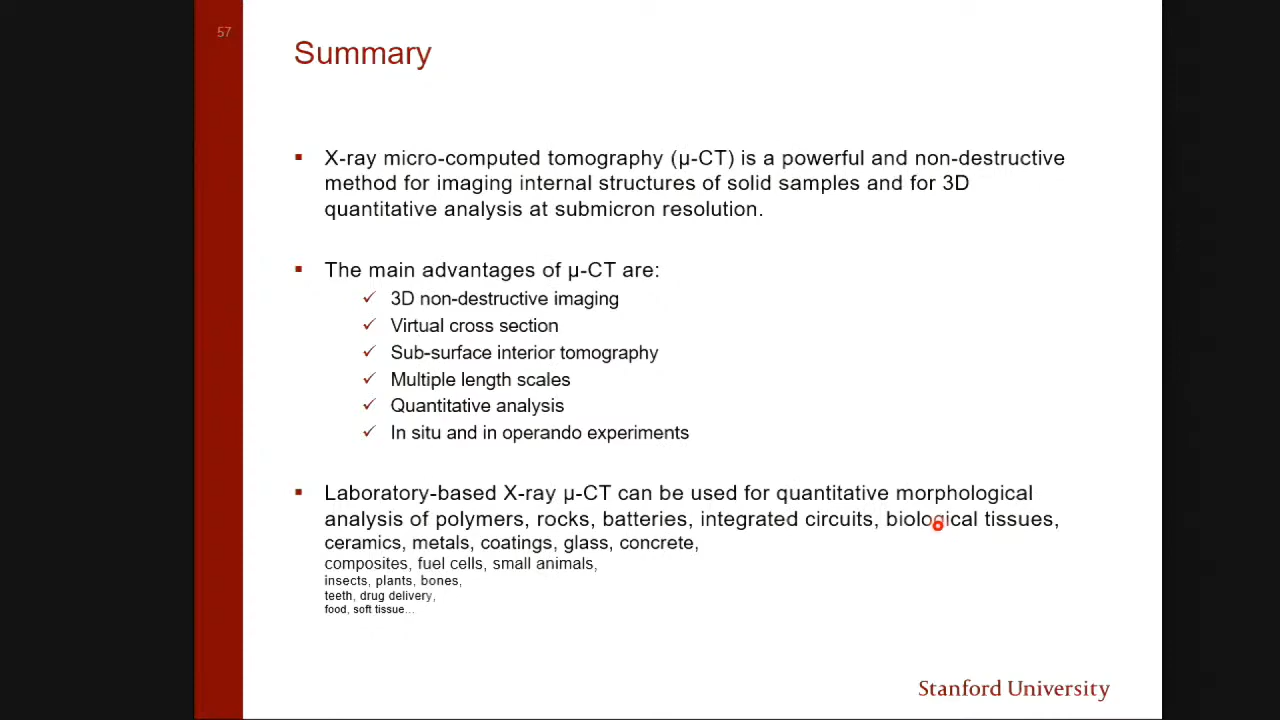 57
Summary
X-ray micro-computed tomography (µ-CT) is a powerful and non-destructive
method for imaging internal structures of solid samples and for 3D
quantitative analysis at submicron resolution.
The main advantages of µ-CT are:
3D non-destructive imaging
Virtual cross section
Sub-surface interior tomography
Multiple length scales
Quantitative analysis
In situ and in operando experiments
Laboratory-based X-ray µ-CT can be used for quantitative morphological
analysis of polymers, rocks, batteries, integrated circuits, biological tissues,
ceramics, metals, coatings, glass, concrete,
composites, fuel cells, small animals,
insects, plants, bones,
teeth, drug delivery,
food, soft tissue...
Stanford University